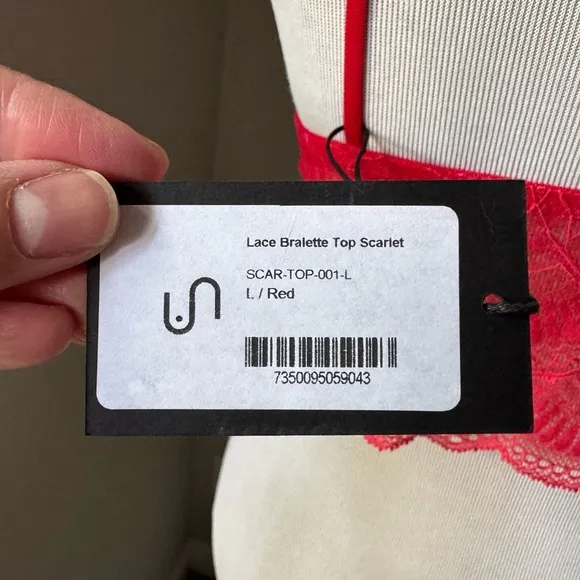 Lace Bralette Top Scarlet
SCAR-TOP-001-L
L / Red
7350095059043